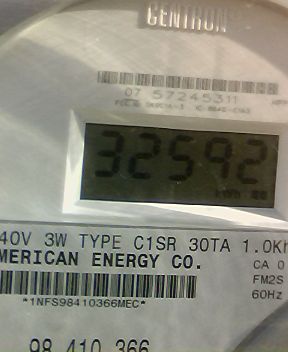 CENTRON
07 57245311
32592
40V 3W TYPE C1SR 30TA 1.0Kh
MERICAN ENERGY CO.
CA 0
FM2S
60Hz
*1NFS98410366MEC*
98 410 366